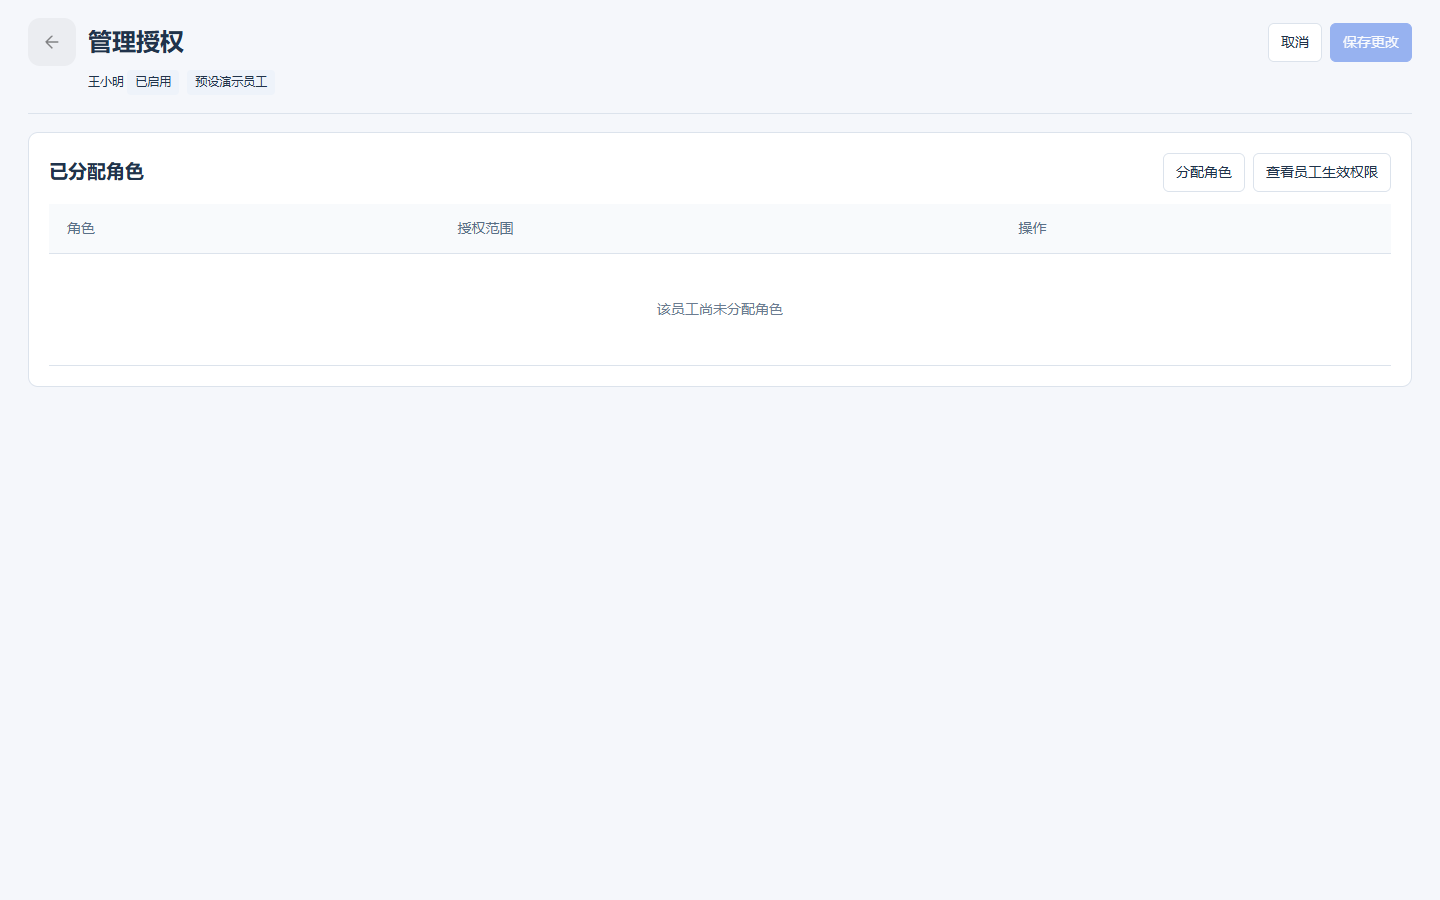 管理授权
取消
保存更改
王小明 已启用 预设演示员工
已分配角色
分配角色
查看员工生效权限
角色 授权范围 操作
该员工尚未分配角色